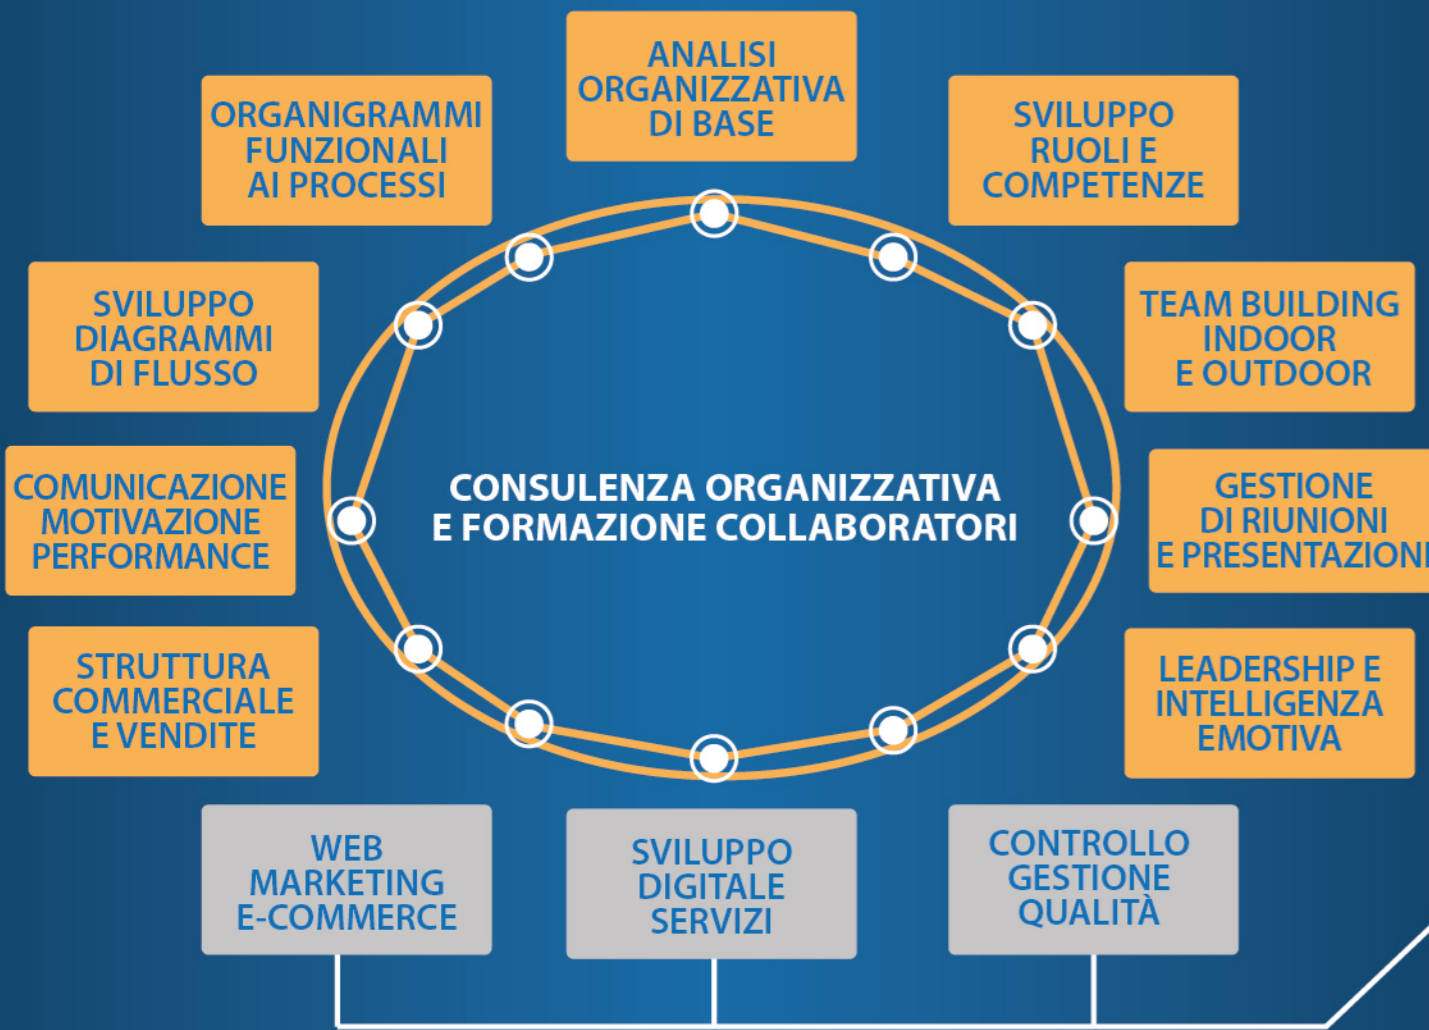 ANALISI
ORGANIZZATIVA
DI BASE
ORGANIGRAMMI
FUNZIONALI
AI PROCESSI
SVILUPPO
RUOLI E
COMPETENZE
SVILUPPO
DIAGRAMMI
DI FLUSSO
TEAM BUILDING
INDOOR
E OUTDOOR
COMUNICAZIONE
MOTIVAZIONE
PERFORMANCE
CONSULENZA ORGANIZZATIVA
E FORMAZIONE COLLABORATORI
GESTIONE
DI RIUNIONI
E PRESENTAZIONI
STRUTTURA
COMMERCIALE
E VENDITE
LEADERSHIP E
INTELLIGENZA
EMOTIVA
WEB
MARKETING
E-COMMERCE
SVILUPPO
DIGITALE
SERVIZI
CONTROLLO
GESTIONE
QUALITÀ